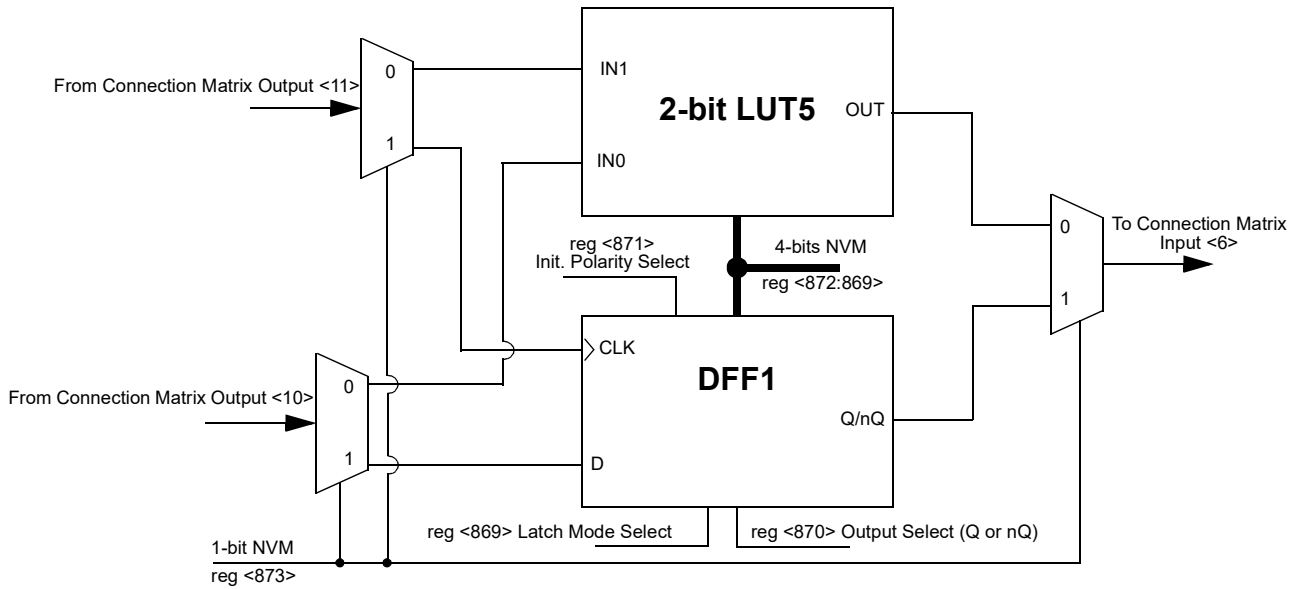 From Connection Matrix Output <11>
0
1
IN1
IN0
2-bit LUT5
OUT
reg <871>
Init. Polarity Select
4-bits NVM
reg <872:869>
0
1
To Connection Matrix
Input <6>
From Connection Matrix Output <10>
0
1
CLK
D
DFF1
Q/nQ
reg <869> Latch Mode Select
reg <870> Output Select (Q or nQ)
1-bit NVM
reg <873>